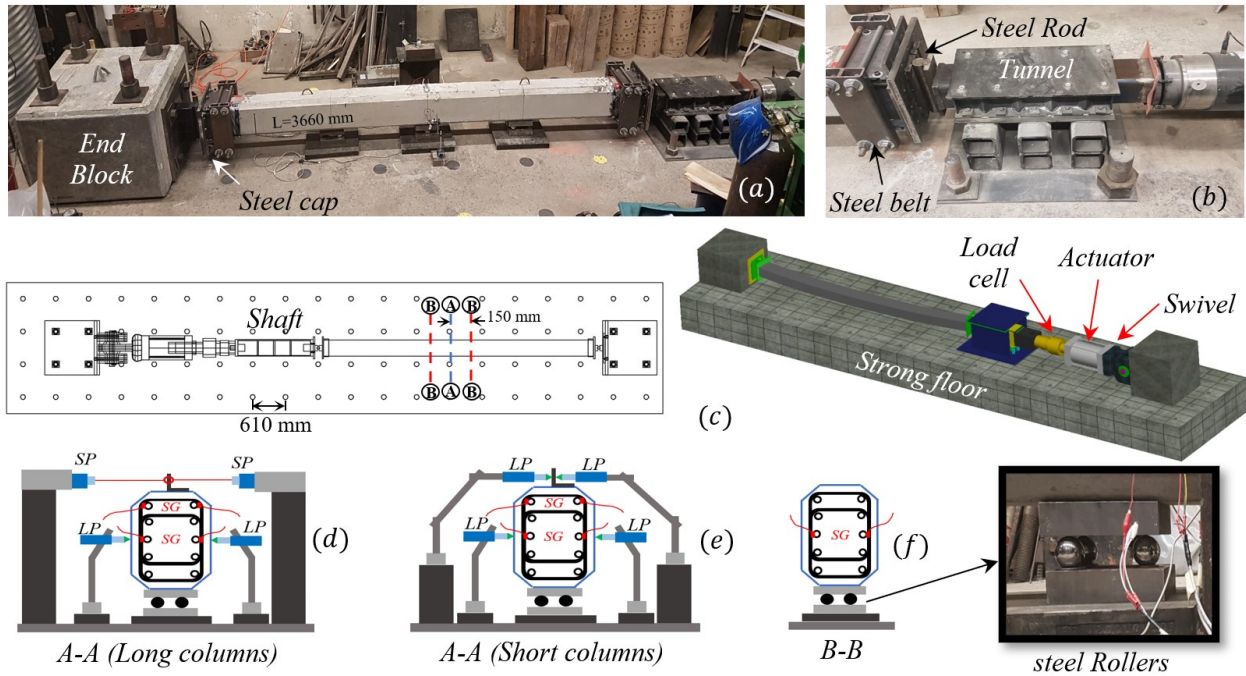 L=3660 mm
End
Block
Steel cap
(a)
Steel Rod
Tunnel
Steel belt
(b)
B A B
Shaft
150 mm
B A B
610 mm
(c)
Load
cell
Actuator
Swivel
Strong floor
SP SP
SG
LP LP
SG
(d)
A-A (Long columns)
LP LP
SG
LP LP
SG
(e)
A-A (Short columns)
SG
(f)
B-B
steel Rollers